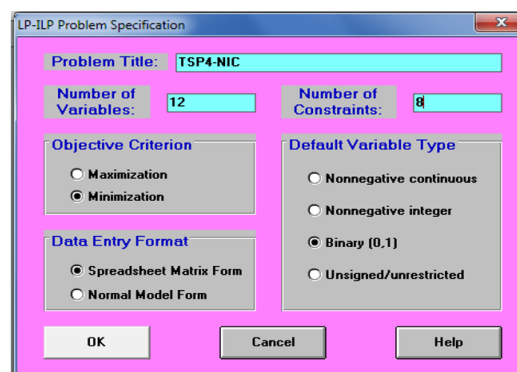 LP-ILP Problem Specification
Problem Title: TSP4-NIC
Number of Variables: 12
Number of Constraints: 8
Objective Criterion
Maximization
Minimization
Default Variable Type
Nonnegative continuous
Nonnegative integer
Binary (0,1)
Unsigned/unrestricted
Data Entry Format
Spreadsheet Matrix Form
Normal Model Form
OK
Cancel
Help